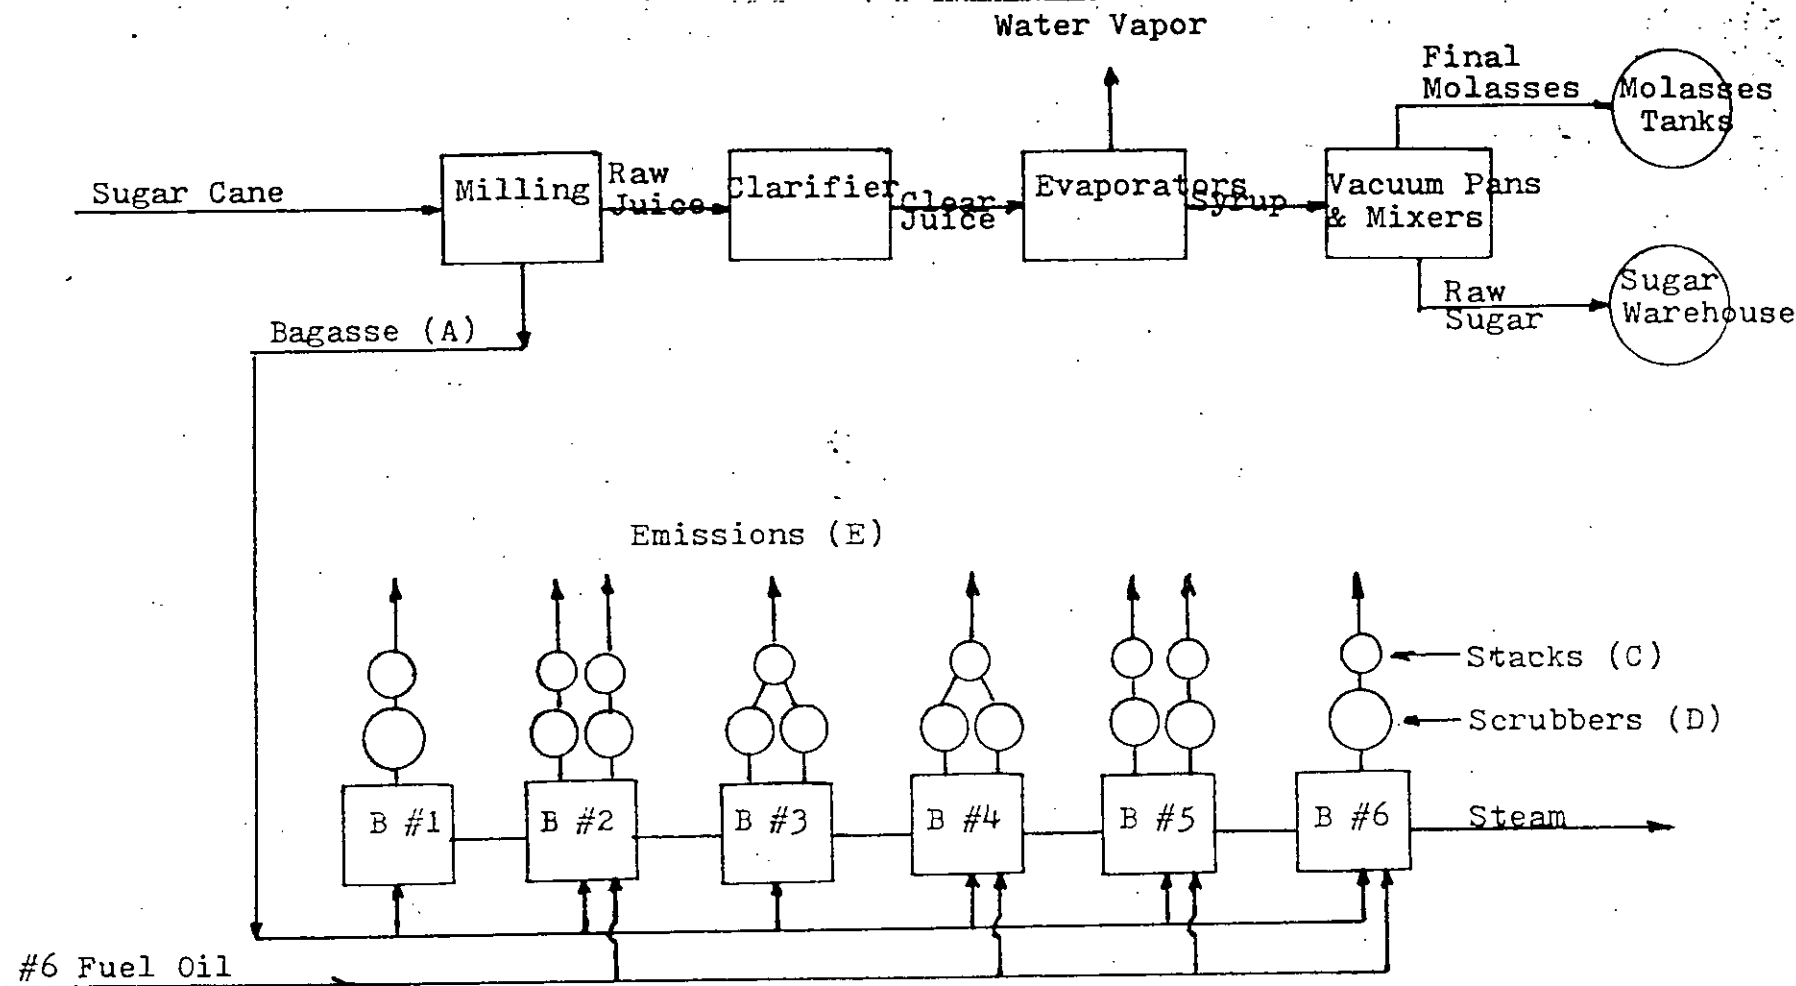 Water Vapor
Final
Molasses
Molasses
Tanks
Sugar Cane
Milling
Raw
Juice
Clarifier
Clear
Juice
Evaporators
Syrup
Vacuum Pans
& Mixers
Raw
Sugar
Sugar
Warehouse
Bagasse (A)
Emissions (E)
Stacks (C)
Scrubbers (D)
B #1
B #2
B #3
B #4
B #5
B #6
Steam
#6 Fuel Oil